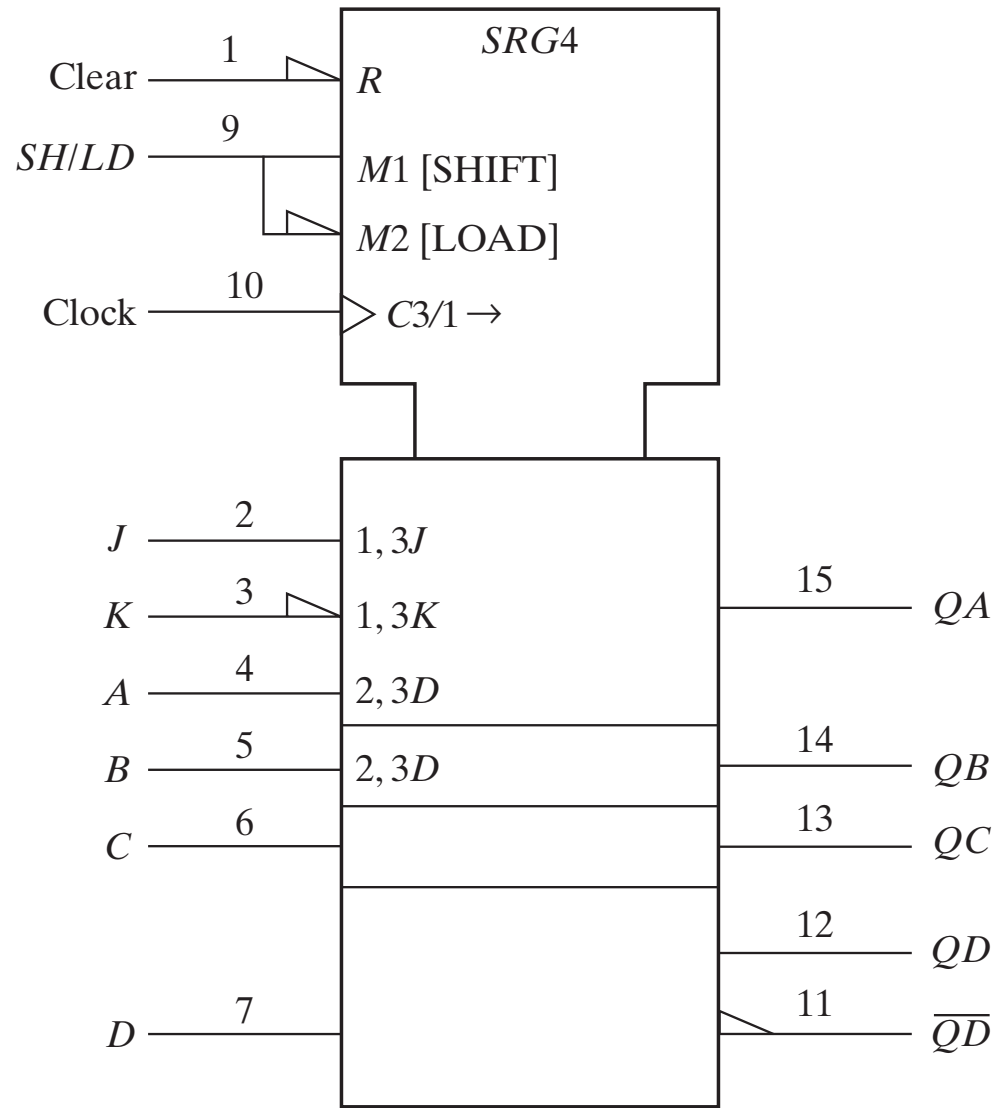 SRG4
1
Clear
R
9
SH/LD
M1 [SHIFT]
M2 [LOAD]
10
Clock
C3/1 →
2
J
1, 3J
3
K
1, 3K
15
QA
4
A
2, 3D
5
B
2, 3D
14
QB
6
C
13
QC
12
QD
7
D
11
Q̅D̅